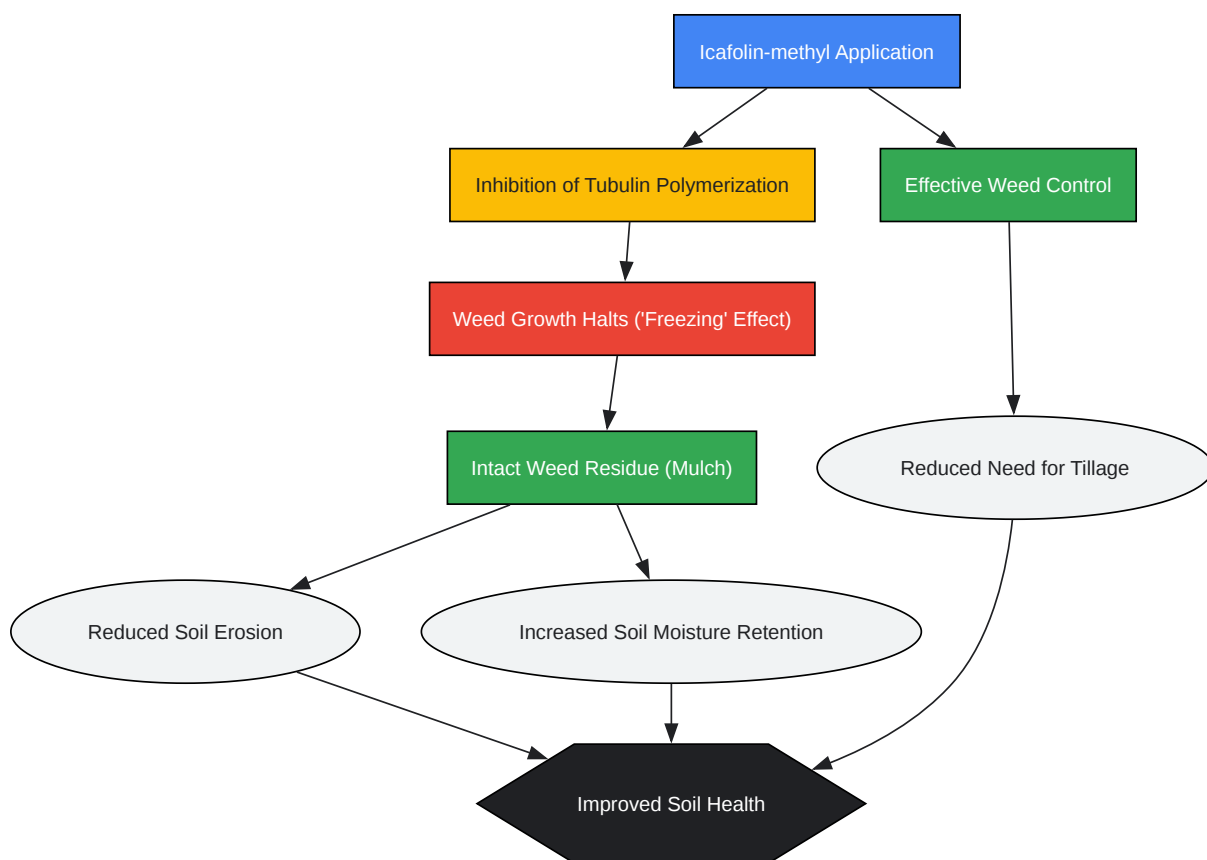 Icafolin-methyl Application
Inhibition of Tubulin Polymerization
Effective Weed Control
Weed Growth Halts ('Freezing' Effect)
Intact Weed Residue (Mulch)
Reduced Need for Tillage
Reduced Soil Erosion
Increased Soil Moisture Retention
Improved Soil Health